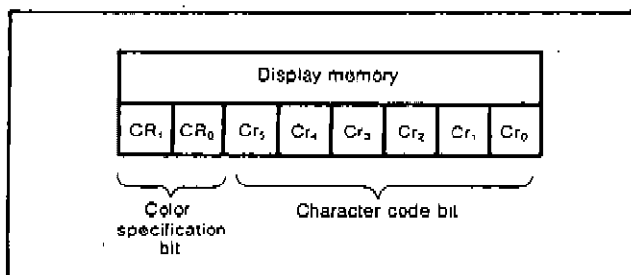 Display memory
CR₁ CR₀ Cr₅ Cr₄ Cr₃ Cr₂ Cr₁ Cr₀
Color
specification
bit
Character code bit